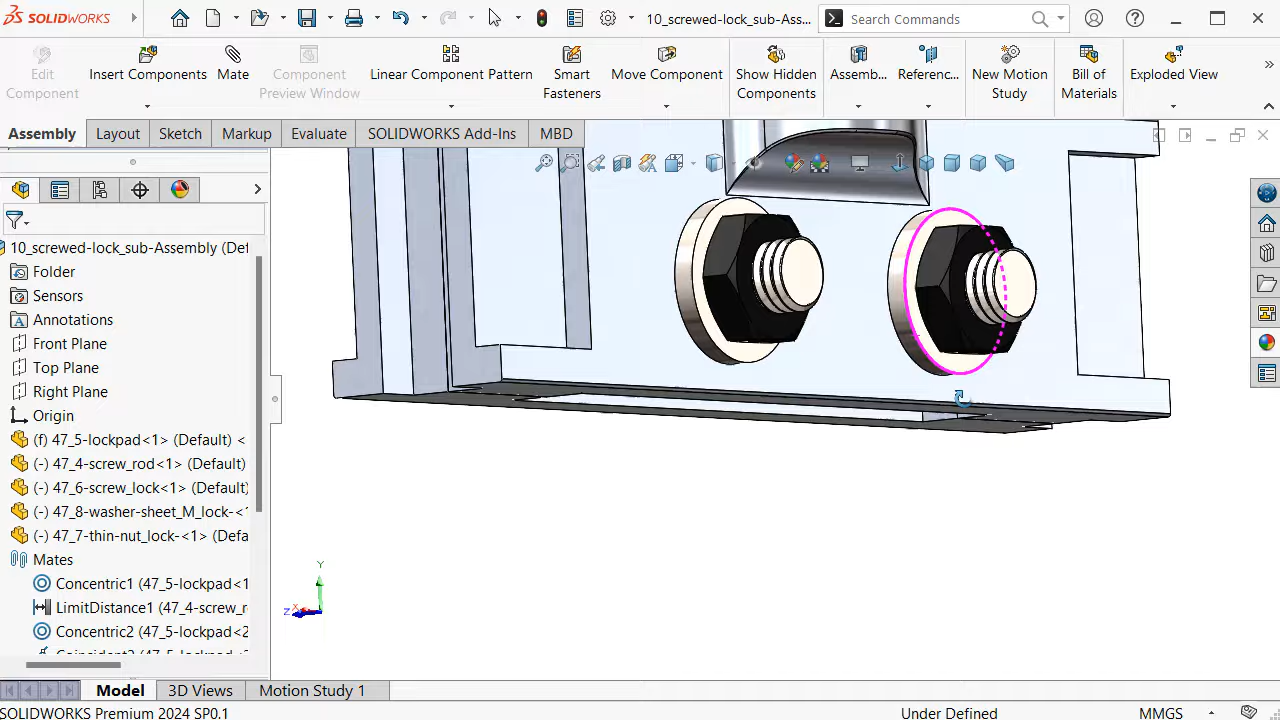 SOLIDWORKS
10_screwed-lock_sub-Ass...
Search Commands
Edit Component
Insert Components
Mate
Component Preview Window
Linear Component Pattern
Smart Fasteners
Move Component
Show Hidden Components
Assemb...
Referenc...
New Motion Study
Bill of Materials
Exploded View
Assembly
Layout
Sketch
Markup
Evaluate
SOLIDWORKS Add-Ins
MBD
10_screwed-lock_sub-Assembly (Def
Folder
Sensors
Annotations
Front Plane
Top Plane
Right Plane
Origin
(f) 47_5-lockpad<1> (Default) <
(-) 47_4-screw_rod<1> (Default)
(-) 47_6-screw_lock<1> (Default)
(-) 47_8-washer-sheet_M_lock-<1
(-) 47_7-thin-nut_lock-<1> (Defa
Mates
Concentric1 (47_5-lockpad<1
LimitDistance1 (47_4-screw_r
Concentric2 (47_5-lockpad<2
Y
Z
X
Model
3D Views
Motion Study 1
SOLIDWORKS Premium 2024 SP0.1
Under Defined
MMGS